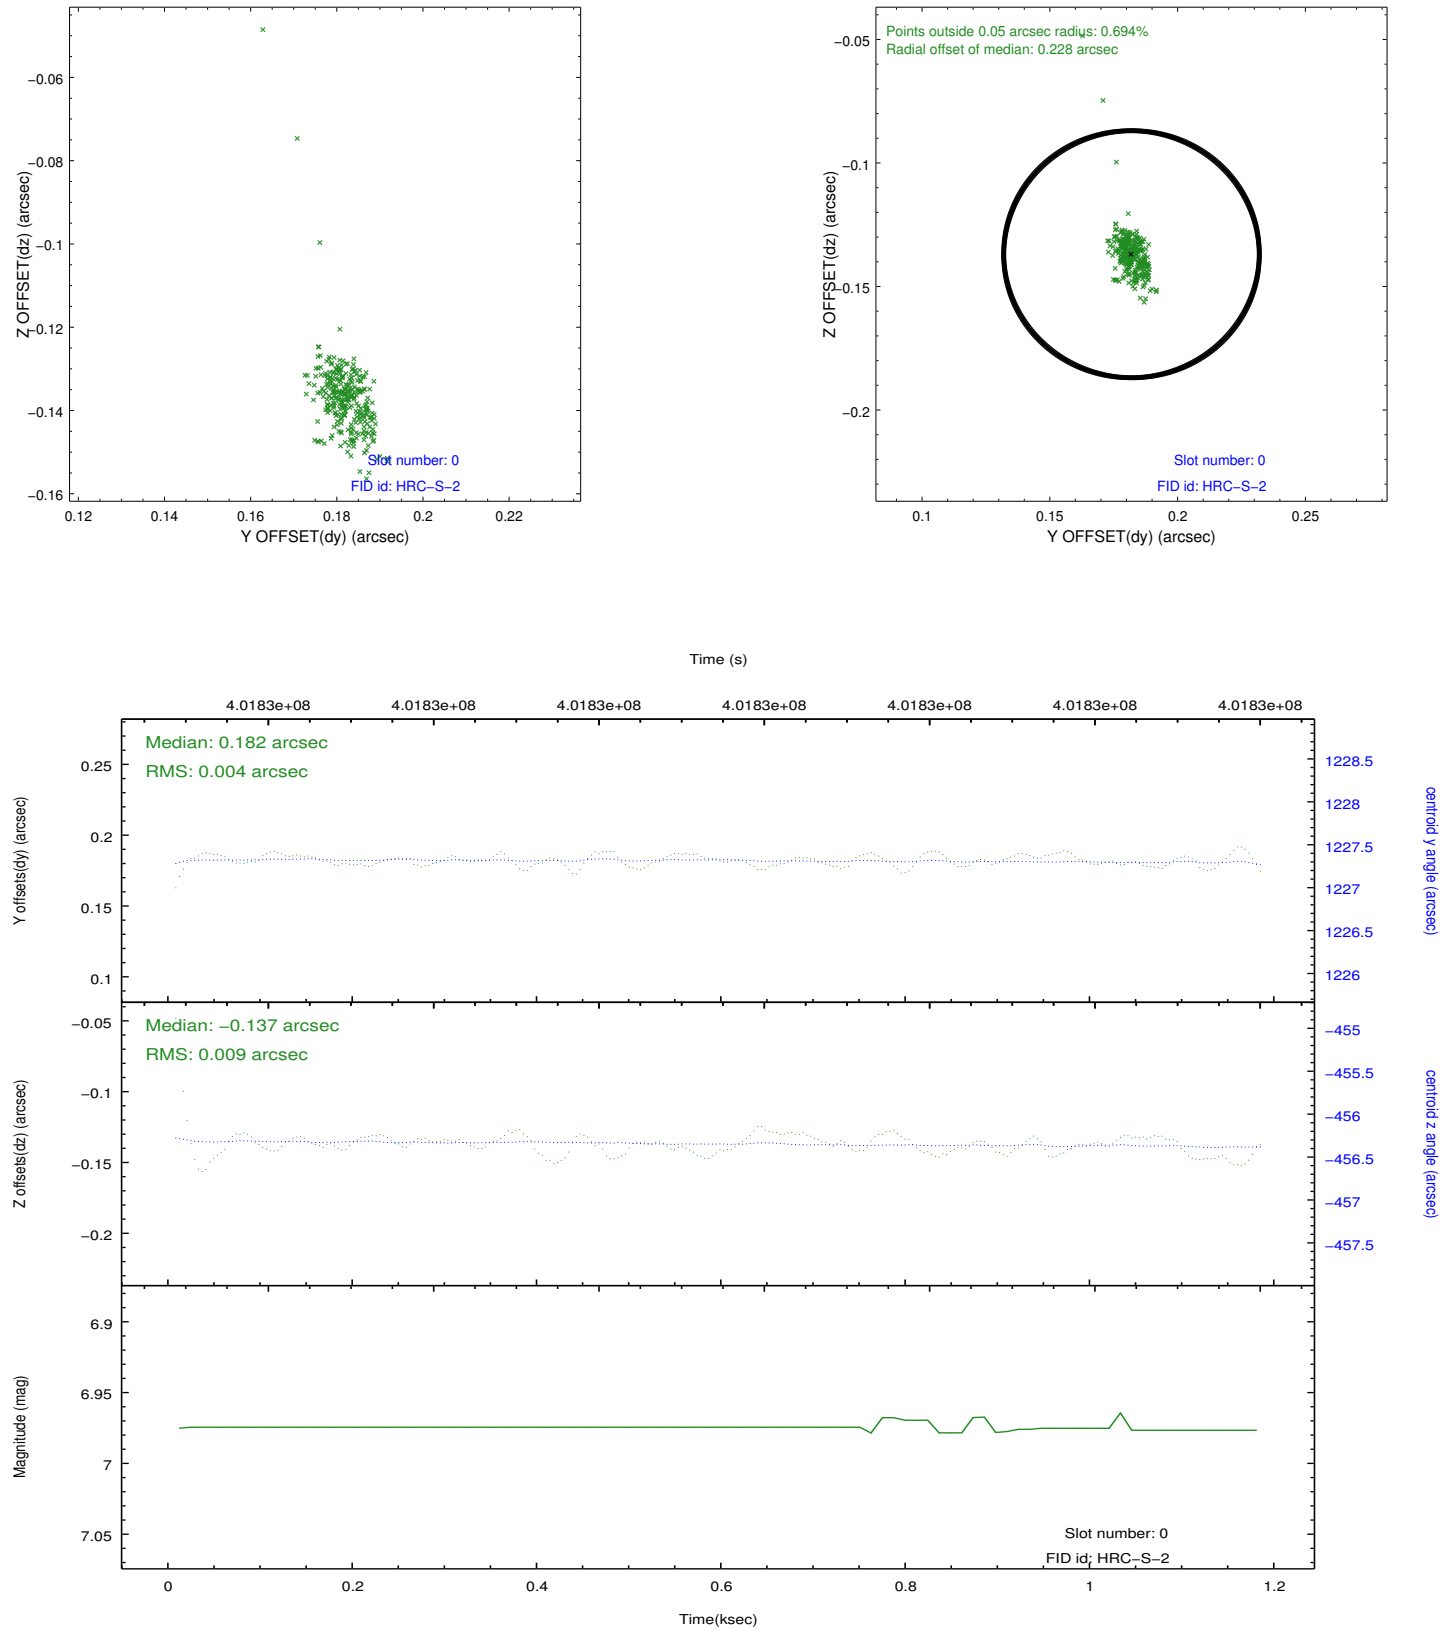 −0.06
−0.08
−0.1
−0.12
−0.14
−0.16
Z OFFSET(dz) (arcsec)
0.12
0.14
0.16
0.18
0.2
0.22
Y OFFSET(dy) (arcsec)
Slot number: 0
FID id: HRC−S−2
Points outside 0.05 arcsec radius: 0.694%
Radial offset of median: 0.228 arcsec
−0.05
−0.1
−0.15
−0.2
Z OFFSET(dz) (arcsec)
0.1
0.15
0.2
0.25
Y OFFSET(dy) (arcsec)
Slot number: 0
FID id: HRC−S−2
Time (s)
4.0183e+08
4.0183e+08
4.0183e+08
4.0183e+08
4.0183e+08
4.0183e+08
4.0183e+08
Median: 0.182 arcsec
RMS: 0.004 arcsec
0.25
0.2
0.15
0.1
Y offsets(dy) (arcsec)
1228.5
1228
1227.5
1227
1226.5
1226
centroid y angle (arcsec)
Median: −0.137 arcsec
RMS: 0.009 arcsec
−0.05
−0.1
−0.15
−0.2
Z offsets(dz) (arcsec)
−455
−455.5
−456
−456.5
−457
−457.5
centroid z angle (arcsec)
6.9
6.95
7
7.05
Magnitude (mag)
Slot number: 0
FID id: HRC−S−2
0
0.2
0.4
0.6
0.8
1
1.2
Time(ksec)